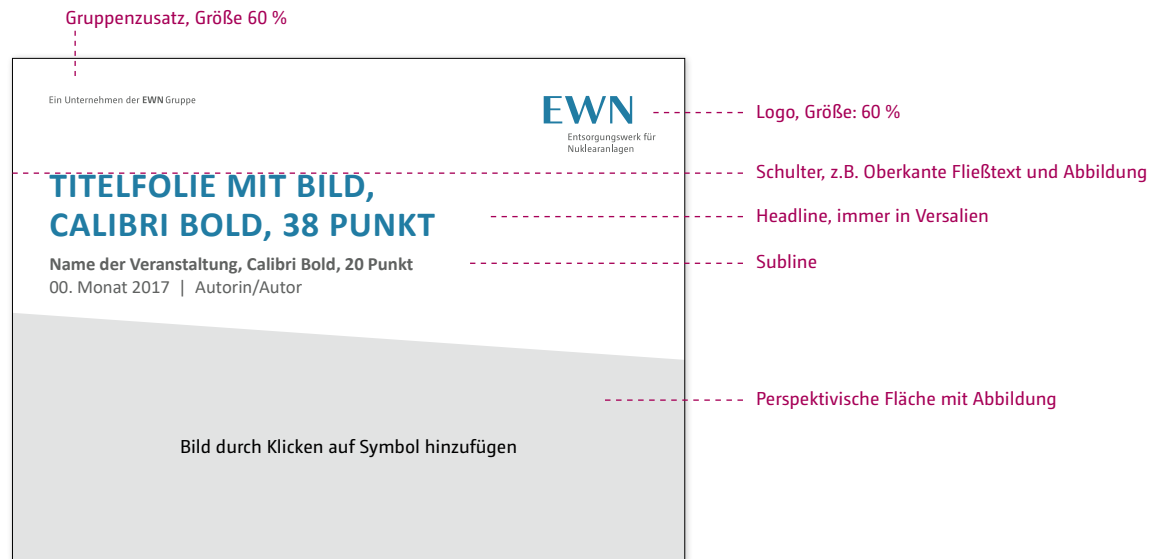 Gruppenzusatz, Größe 60 %
Ein Unternehmen der EWN Gruppe
EWN
Entsorgungswerk für
Nuklearanlagen
Logo, Größe: 60 %
Schulter, z.B. Oberkante Fließtext und Abbildung
TITELFOLIE MIT BILD,
CALIBRI BOLD, 38 PUNKT
Headline, immer in Versalien
Name der Veranstaltung, Calibri Bold, 20 Punkt
00. Monat 2017 | Autorin/Autor
Subline
Perspektivische Fläche mit Abbildung
Bild durch Klicken auf Symbol hinzufügen